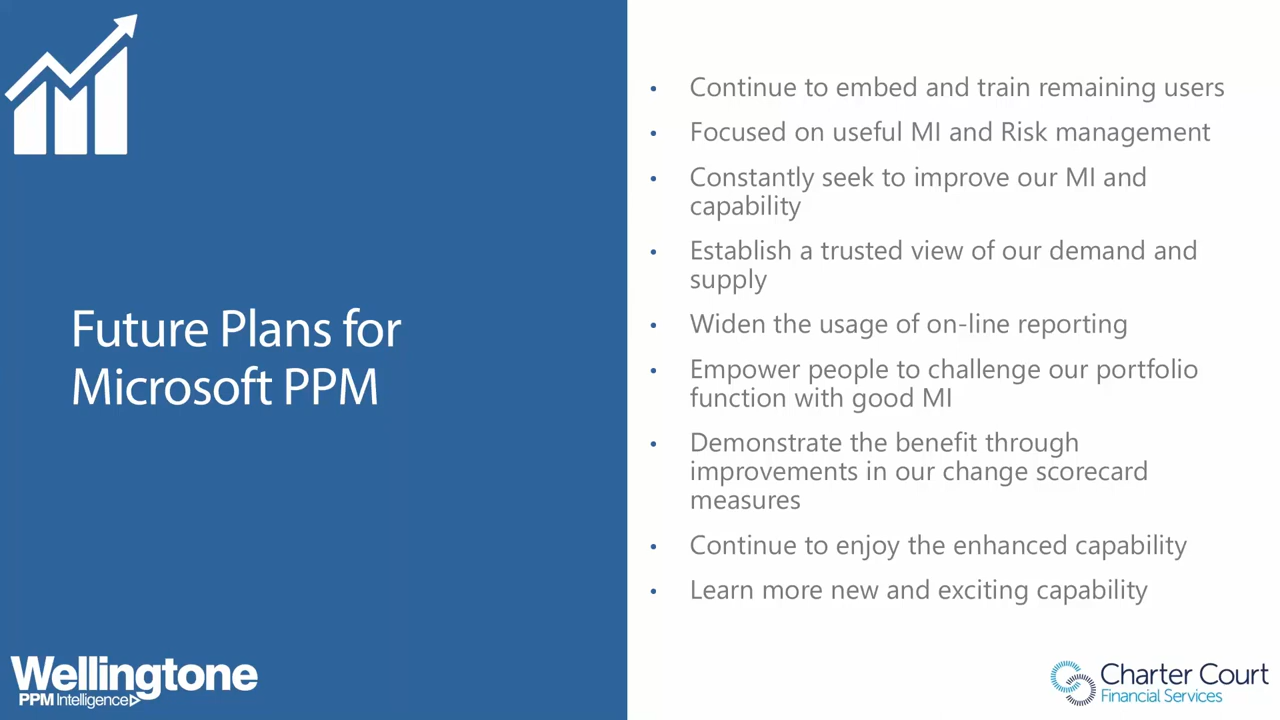 Future Plans for
Microsoft PPM
• Continue to embed and train remaining users
• Focused on useful MI and Risk management
• Constantly seek to improve our MI and
capability
• Establish a trusted view of our demand and
supply
• Widen the usage of on-line reporting
• Empower people to challenge our portfolio
function with good MI
• Demonstrate the benefit through
improvements in our change scorecard
measures
• Continue to enjoy the enhanced capability
• Learn more new and exciting capability
Wellingtone
PPM Intelligence
Charter Court
Financial Services